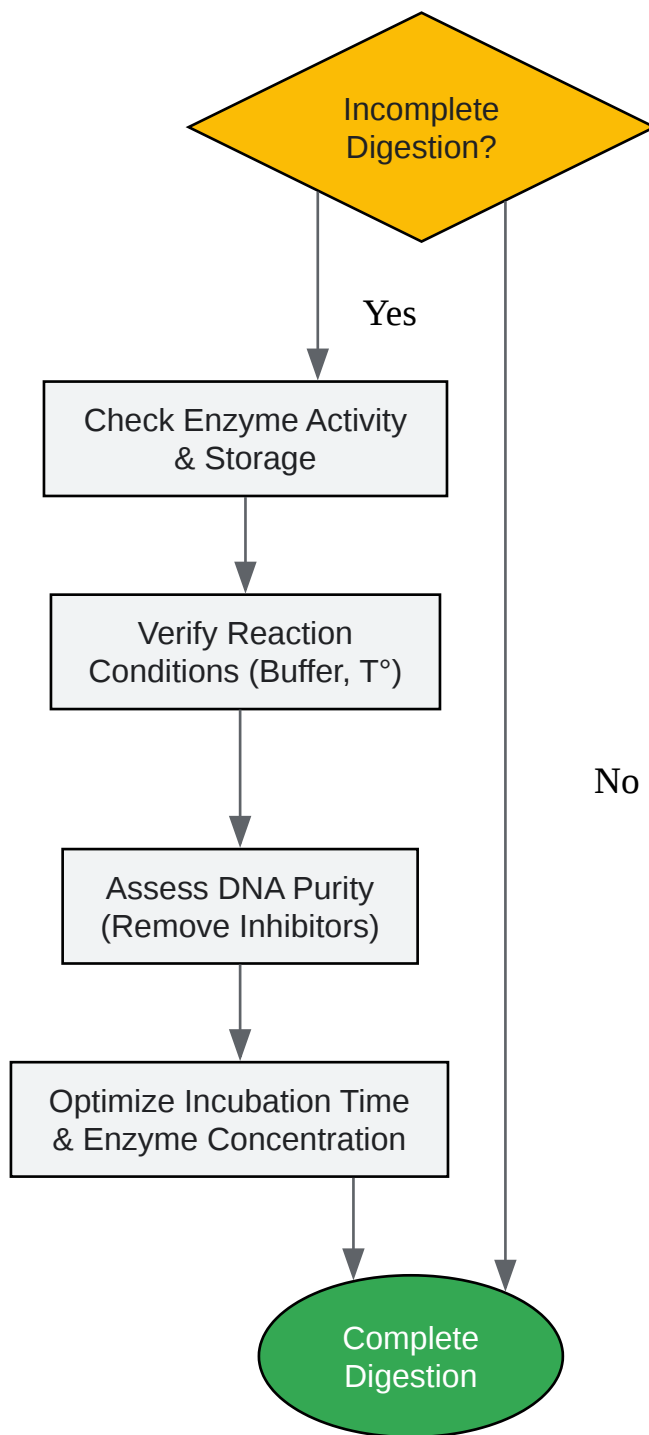 Incomplete
Digestion?
Yes
Check Enzyme Activity
& Storage
Verify Reaction
Conditions (Buffer, T°)
No
Assess DNA Purity
(Remove Inhibitors)
Optimize Incubation Time
& Enzyme Concentration
Complete
Digestion